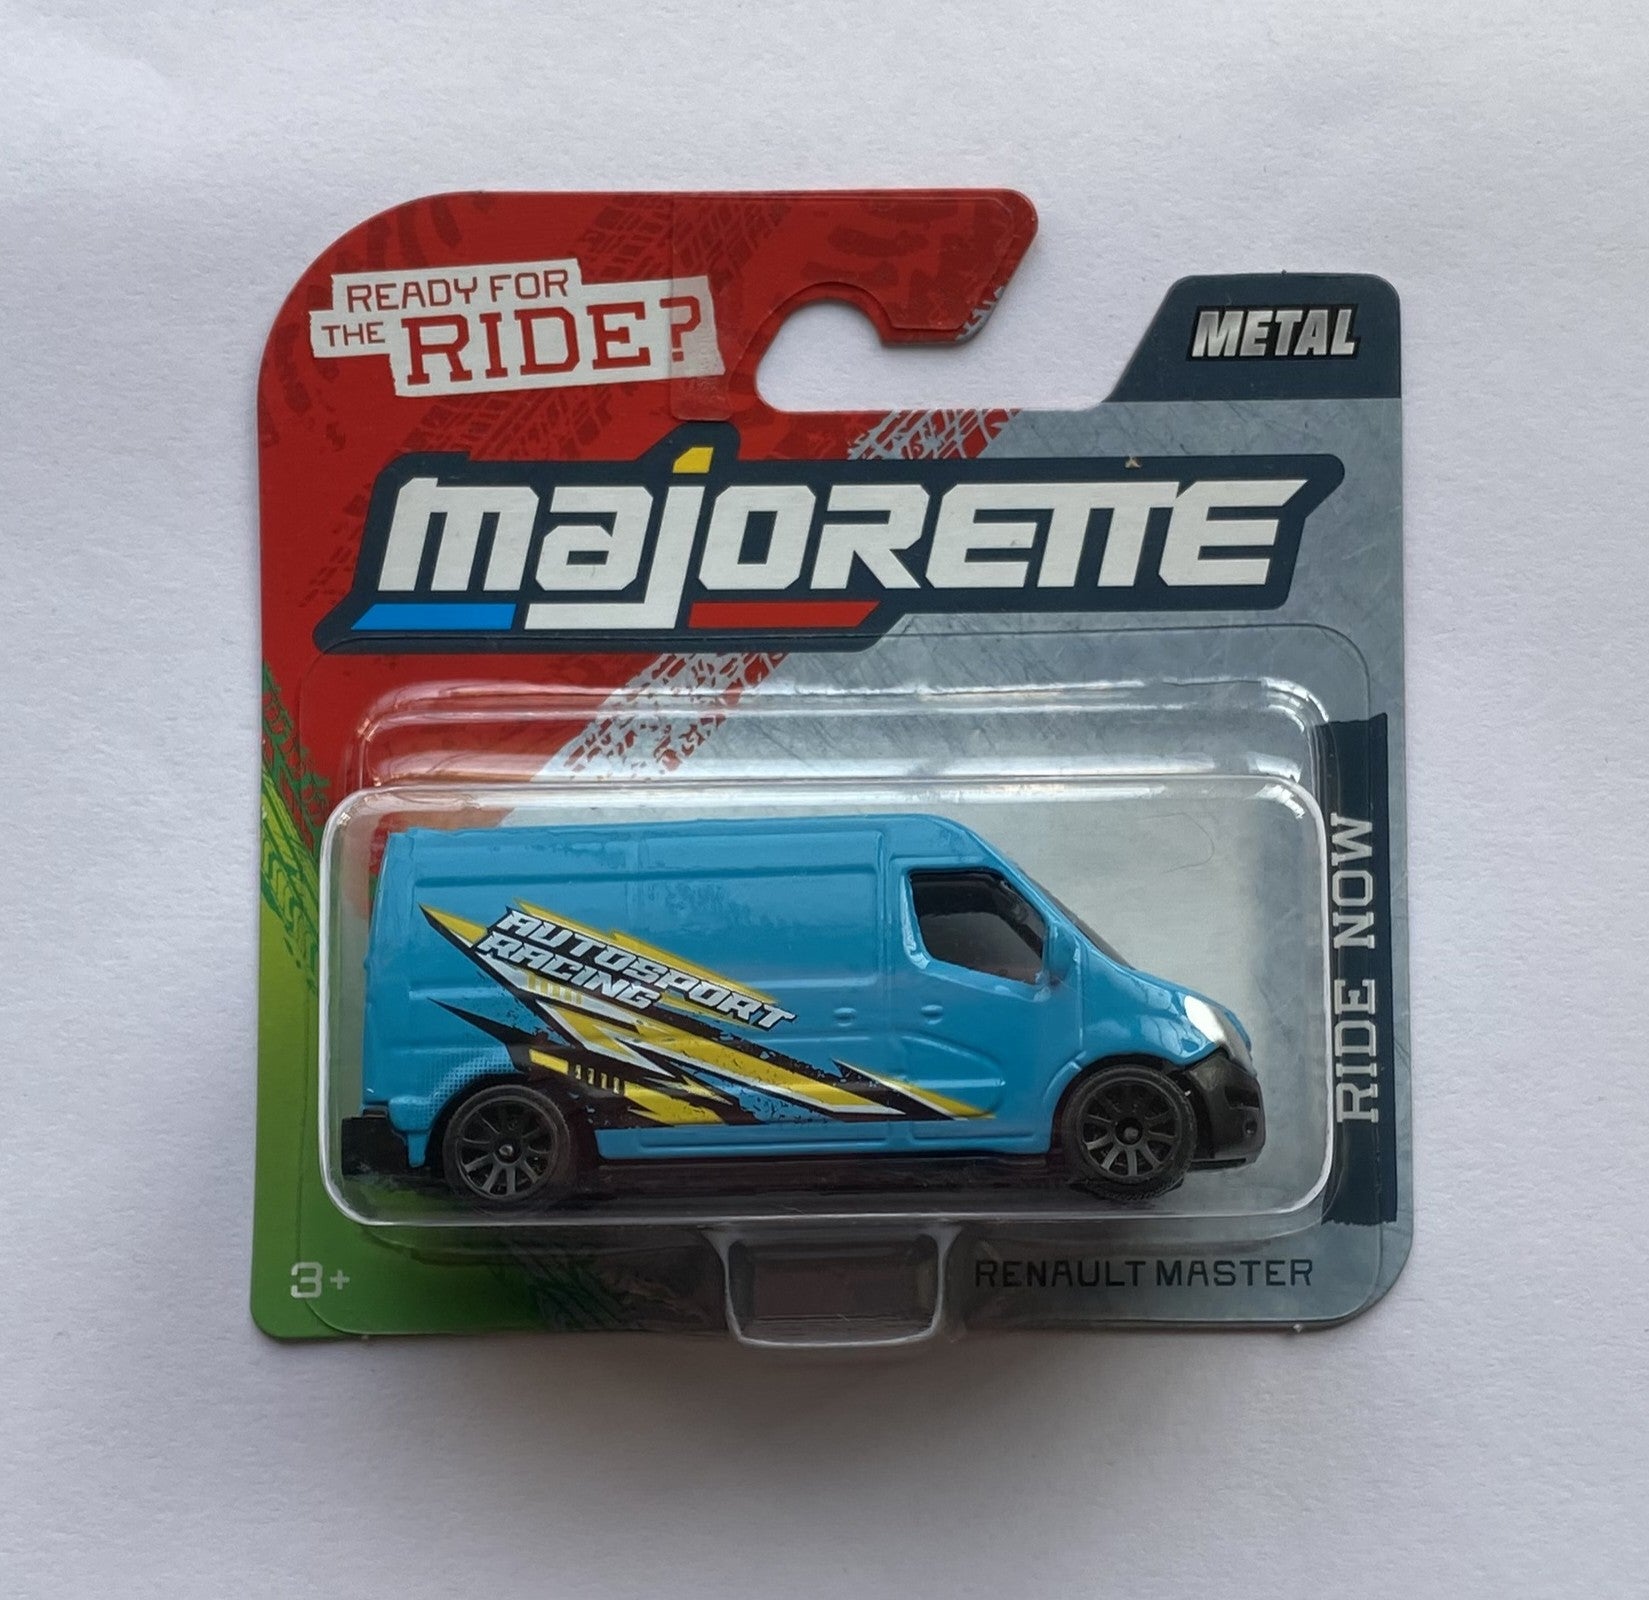 READY FOR
THE RIDE?
METAL
majorette
AUTOSPORT
RACING
RIDE NOW
3+
RENAULT MASTER